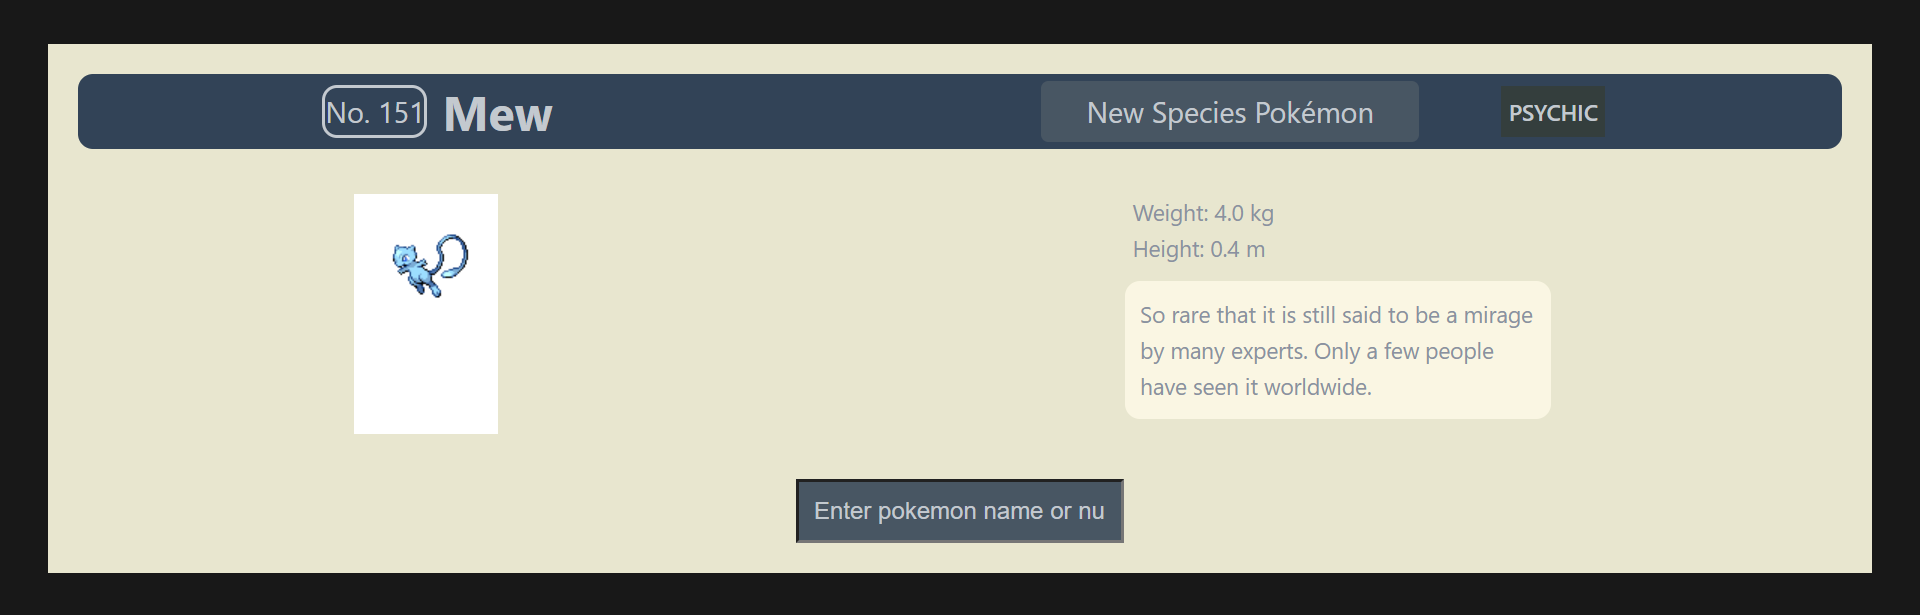 No. 151 Mew New Species Pokémon PSYCHIC
Weight: 4.0 kg
Height: 0.4 m
So rare that it is still said to be a mirage
by many experts. Only a few people
have seen it worldwide.
Enter pokemon name or nu